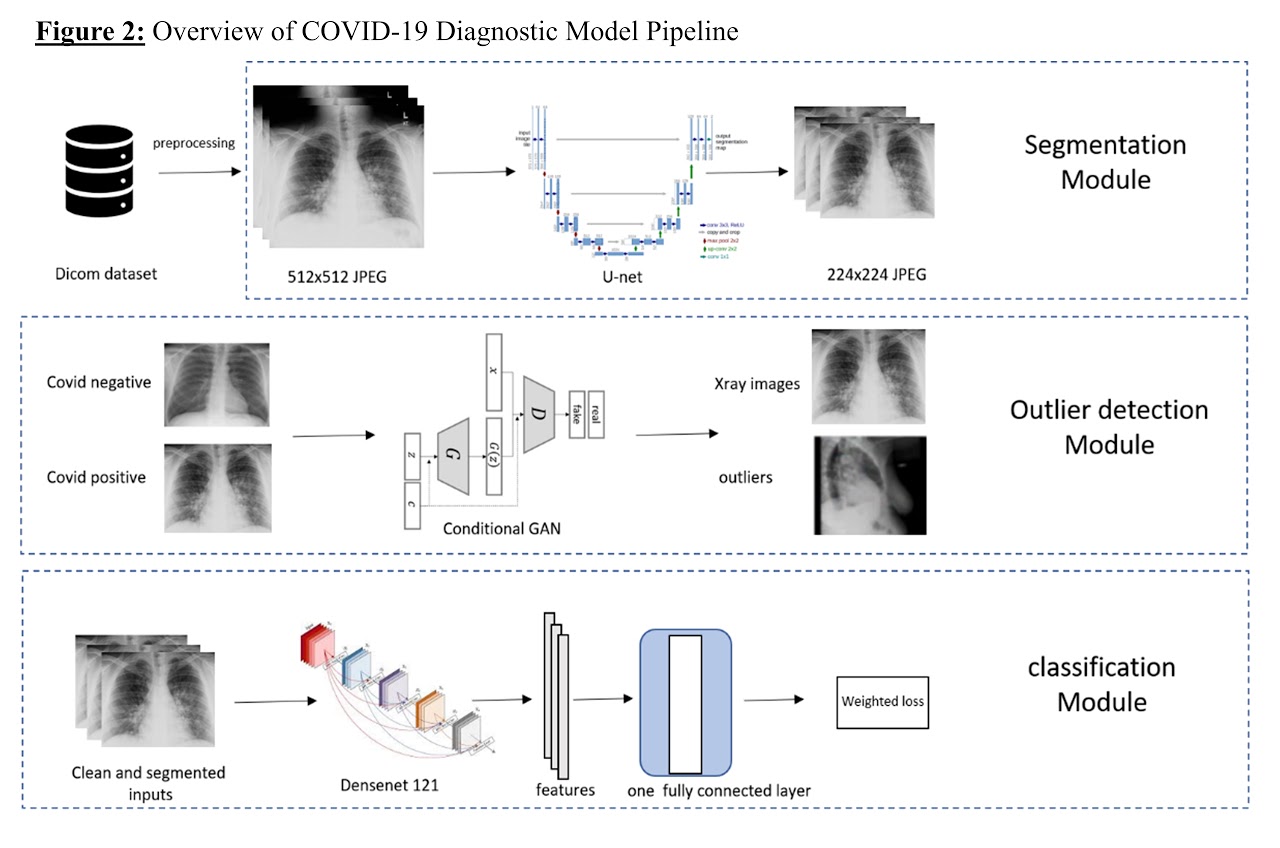 Figure 2: Overview of COVID-19 Diagnostic Model Pipeline
preprocessing
Dicom dataset
512x512 JPEG
input
image
tile
output
segmentation
map
conv 3x3, ReLU
copy and crop
max pool 2x2
up-conv 2x2
conv 1x1
U-net
224x224 JPEG
Segmentation
Module
Covid negative
Covid positive
x
z
c
G
G(z)
D
fake
real
Conditional GAN
Xray images
outliers
Outlier detection
Module
Clean and segmented
inputs
Densenet 121
features
one fully connected layer
Weighted loss
classification
Module